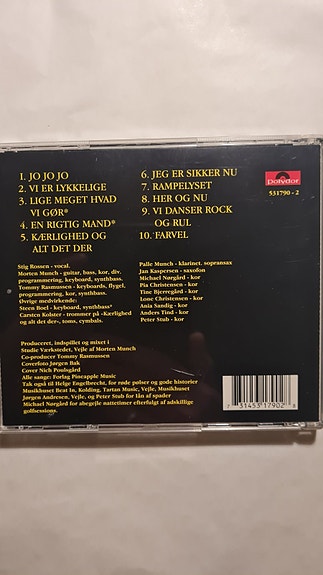 1. JO JO JO
2. VI ER LYKKELIGE
3. LIGE MEGET HVAD
VI GØR*
4. EN RIGTIG MAND*
5. KÆRLIGHED OG
ALT DET DER
6. JEG ER SIKKER NU
7. RAMPELYSET
8. HER OG NU
9. VI DANSER ROCK
OG RUL
10. FARVEL
polydor
531790 - 2
Stig Rossen - vocal.
Morten Munch - guitar, bass, kor, div.
programmering, keyboard, synthbass.
Tommy Rasmussen - keyboards, flygel,
programmering, kor, synthbass.
Øvrige medvirkende:
Steen Boel - keyboard, synthbass*
Carsten Kolster - trommer på «Kærlighed
og alt det der», toms, cymbals.
Palle Munch - klarinet, sopransax
Jan Kaspersen - saxofon
Michael Nørgård - kor
Pia Christensen - kor
Tine Bjerregård - kor
Lone Christensen - kor
Ania Sandig - kor
Anders Tind - kor
Peter Stub - kor
Produceret, indspillet og mixet i
Studie Værkstedet, Vejle af Morten Munch
Co-producer Tommy Rasmussen
Coverfoto Jørgen Bak
Cover Nich Poulsgård
Alle sange: Forlag Pineapple Music
Tak også til Helge Engelbrecht, for røde pølser og gode historier
Musikhuset Beat In, Kolding, Tartan Music, Vejle, Musikhuset
Jørgen Andresen, Vejle, og Peter Stub for lån af spader
Michael Nørgård for altegejle nattetimer efterfulgt af adskillige
golfsessions.
7 31453 17902 8